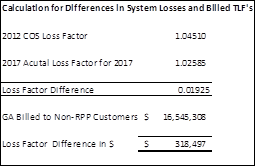 Calculation for Differences in System Losses and Billed TLF's
2012 COS Loss Factor 1.04510
2017 Acutal Loss Factor for 2017 1.02585
Loss Factor Difference 0.01925
GA Billed to Non-RPP Customers $ 16,545,308
Loss Factor Difference in $ $ 318,497